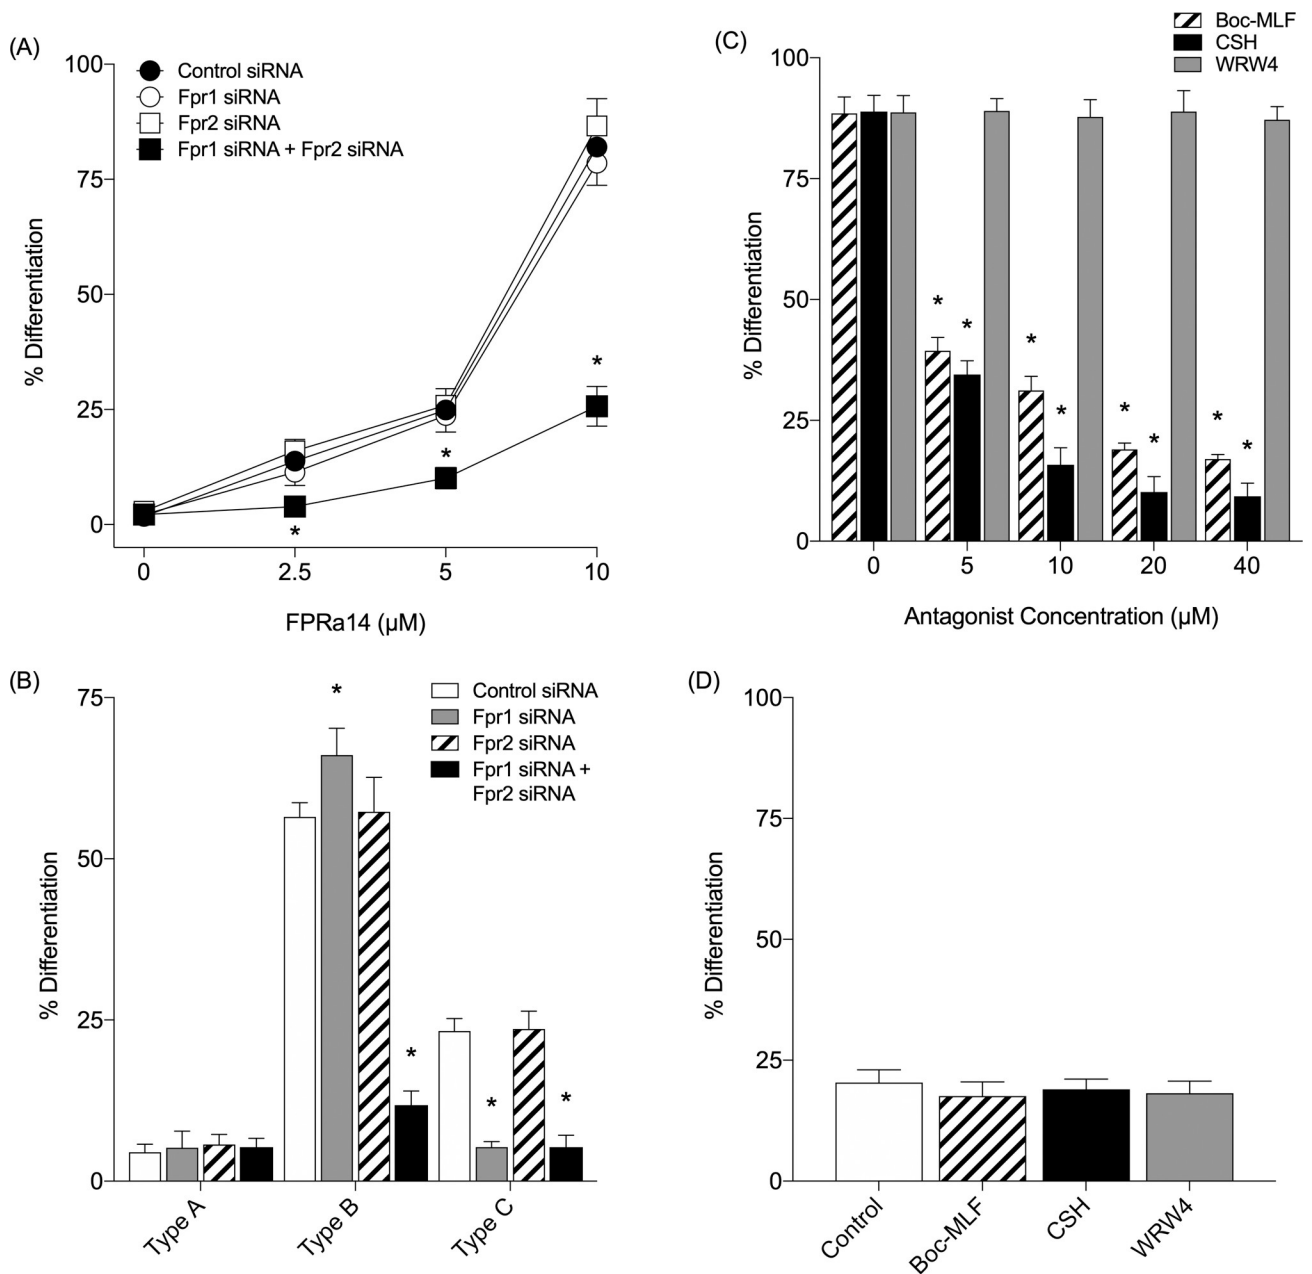 (A)
Control siRNA
Fpr1 siRNA
Fpr2 siRNA
Fpr1 siRNA + Fpr2 siRNA
100
75
50
25
0
% Differentiation
*
*
*
0 2.5 5 10
FPRa14 (µM)
(C)
Boc-MLF
CSH
WRW4
100
75
50
25
0
% Differentiation
* * * * * * * *
0 5 10 20 40
Antagonist Concentration (µM)
(B)
Control siRNA
Fpr1 siRNA
Fpr2 siRNA
Fpr1 siRNA +
Fpr2 siRNA
75
50
25
0
% Differentiation
* * * *
Type A Type B Type C
(D)
100
75
50
25
0
% Differentiation
Control Boc-MLF CSH WRW4